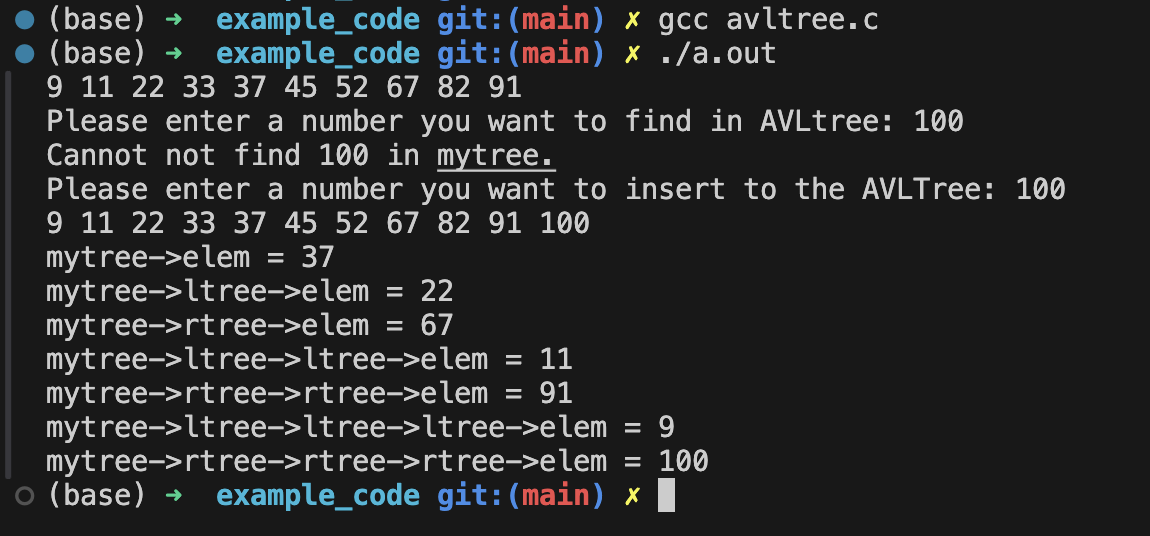 (base) ➜  example_code git:(main) ✗ gcc avltree.c
(base) ➜  example_code git:(main) ✗ ./a.out
9 11 22 33 37 45 52 67 82 91
Please enter a number you want to find in AVLtree: 100
Cannot not find 100 in mytree.
Please enter a number you want to insert to the AVLTree: 100
9 11 22 33 37 45 52 67 82 91 100
mytree->elem = 37
mytree->ltree->elem = 22
mytree->rtree->elem = 67
mytree->ltree->ltree->elem = 11
mytree->rtree->rtree->elem = 91
mytree->ltree->ltree->ltree->elem = 9
mytree->rtree->rtree->rtree->elem = 100
(base) ➜  example_code git:(main) ✗